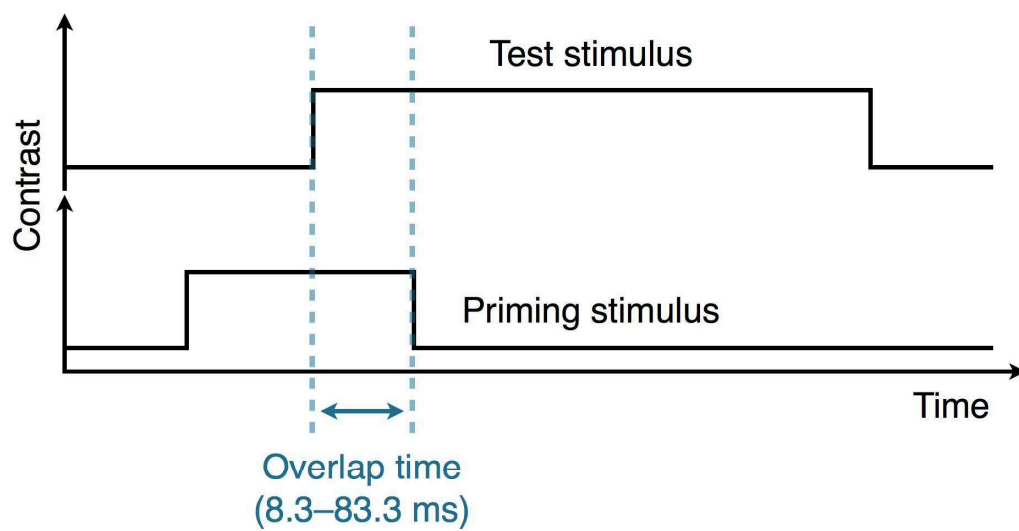 Test stimulus
Contrast
Priming stimulus
Time
Overlap time
(8.3–83.3 ms)